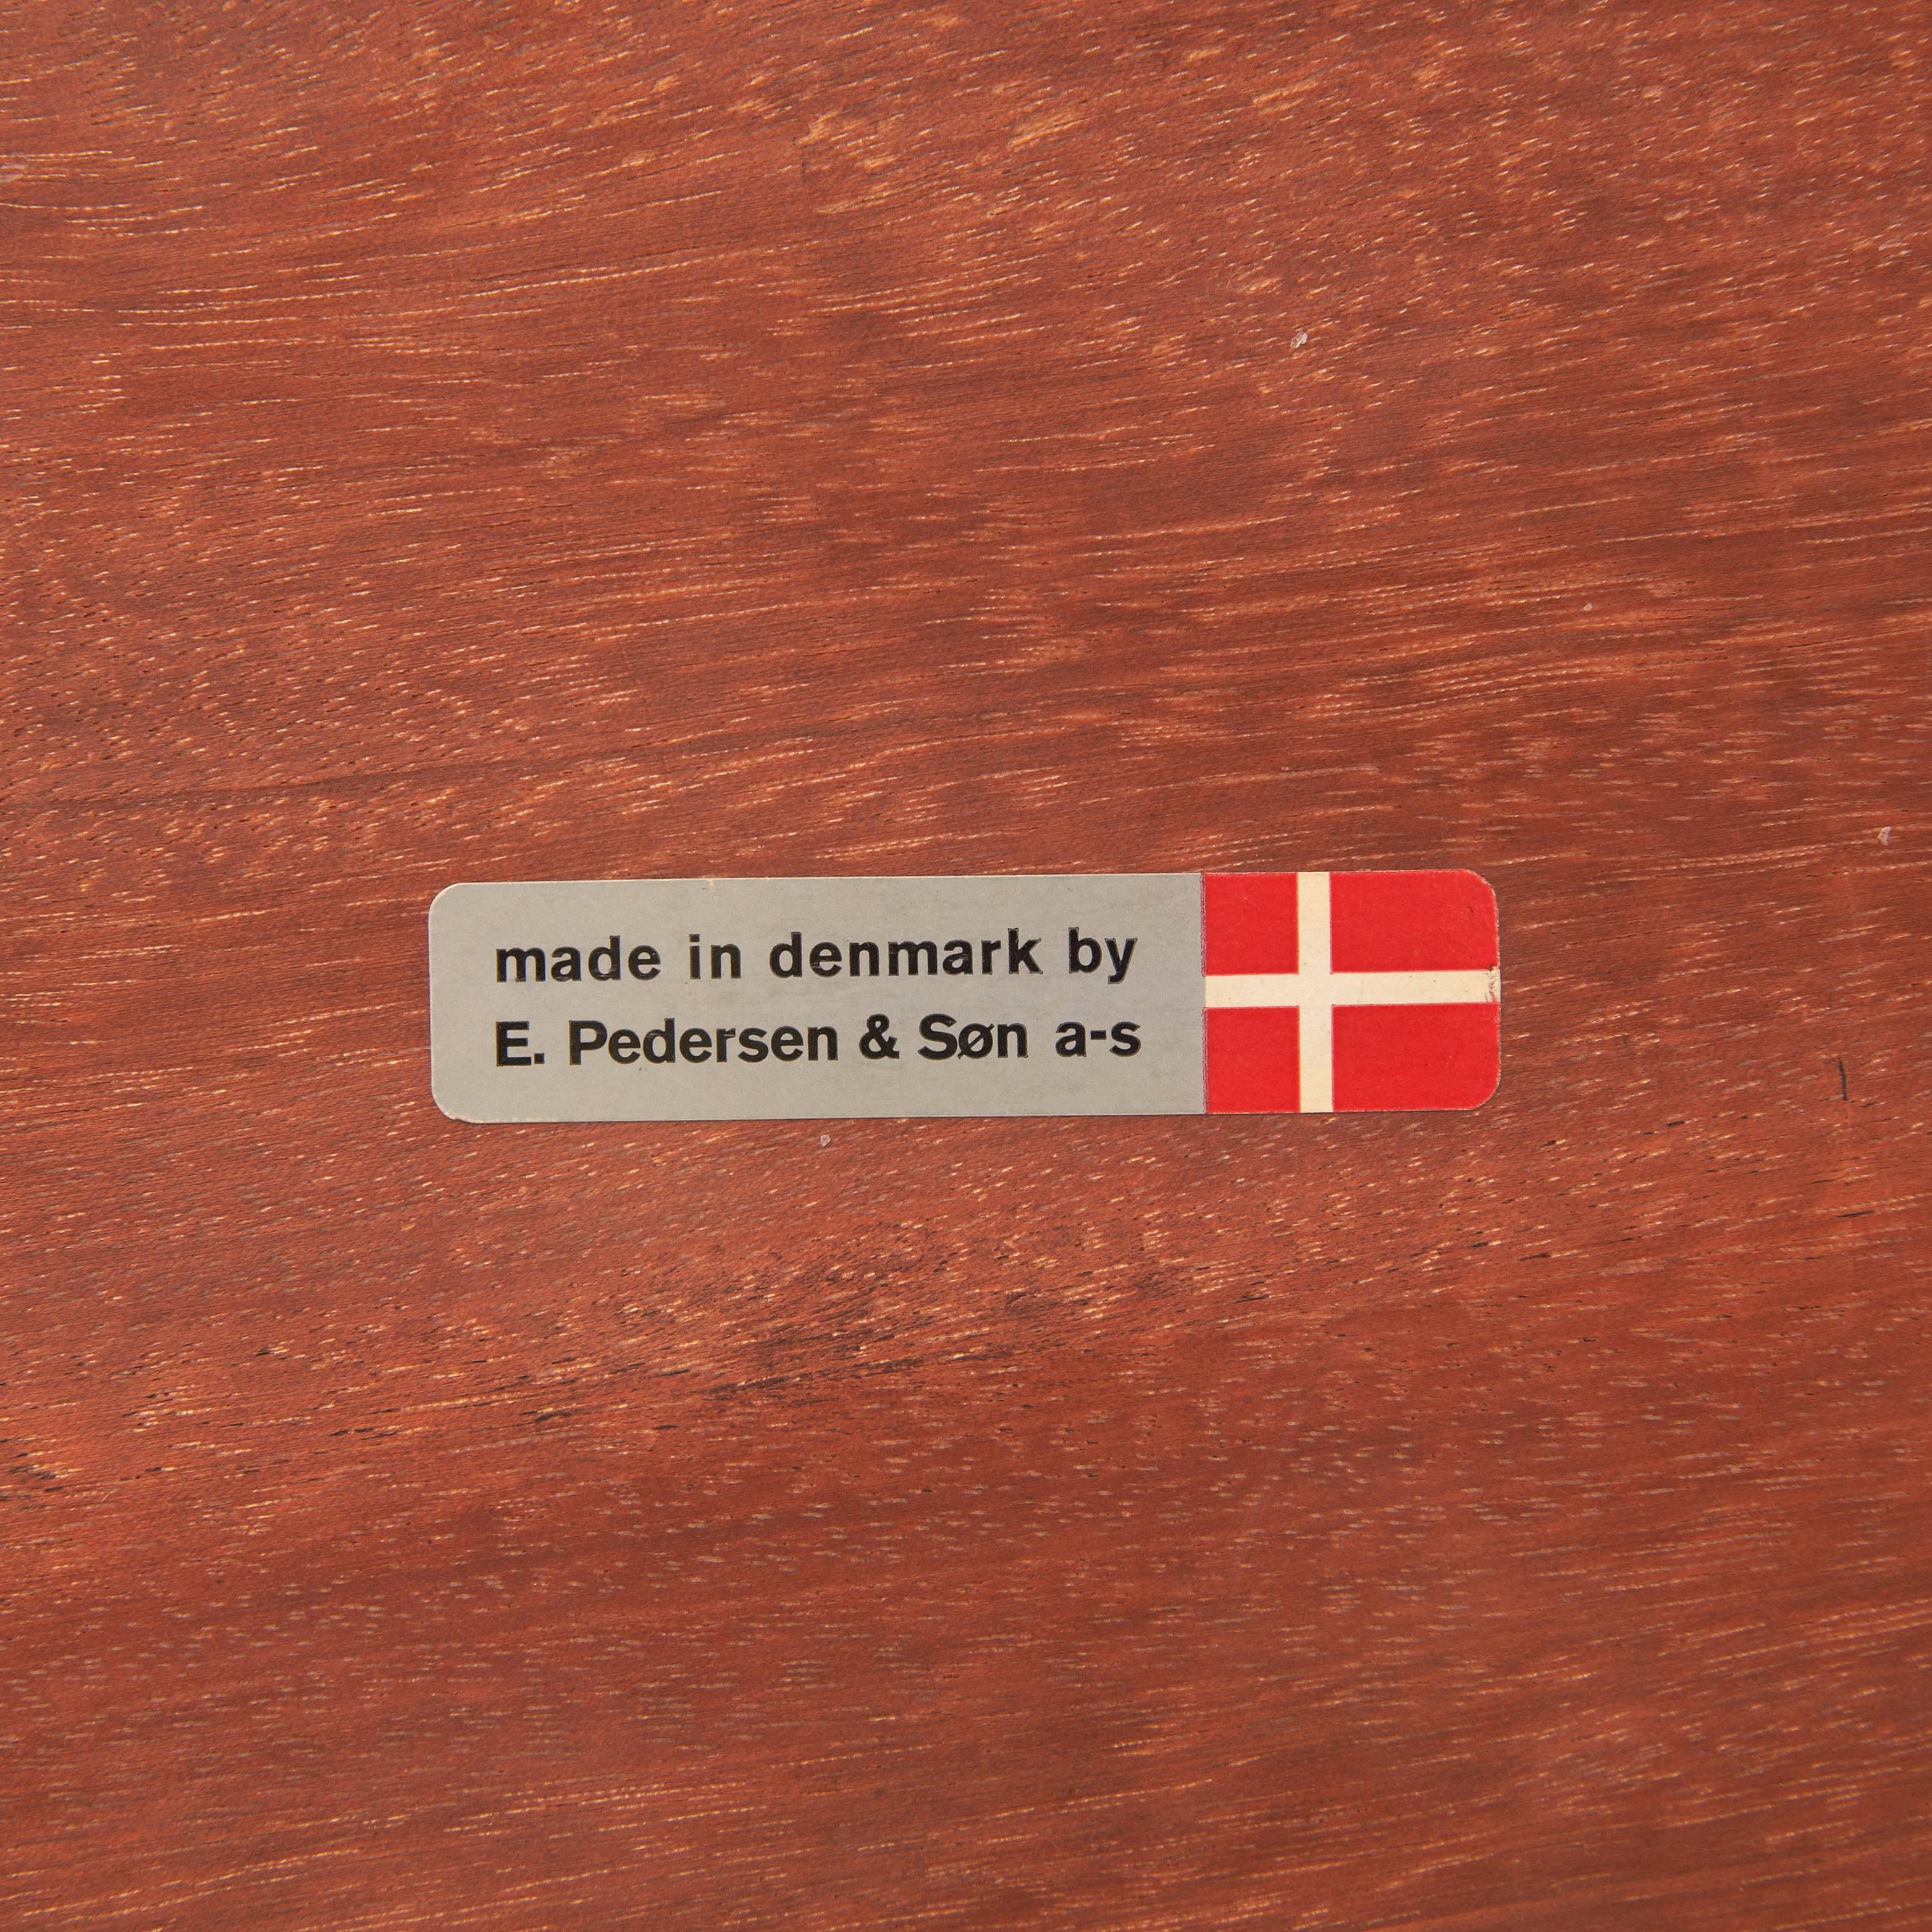 made in denmark by
E. Pedersen & Søn a-s